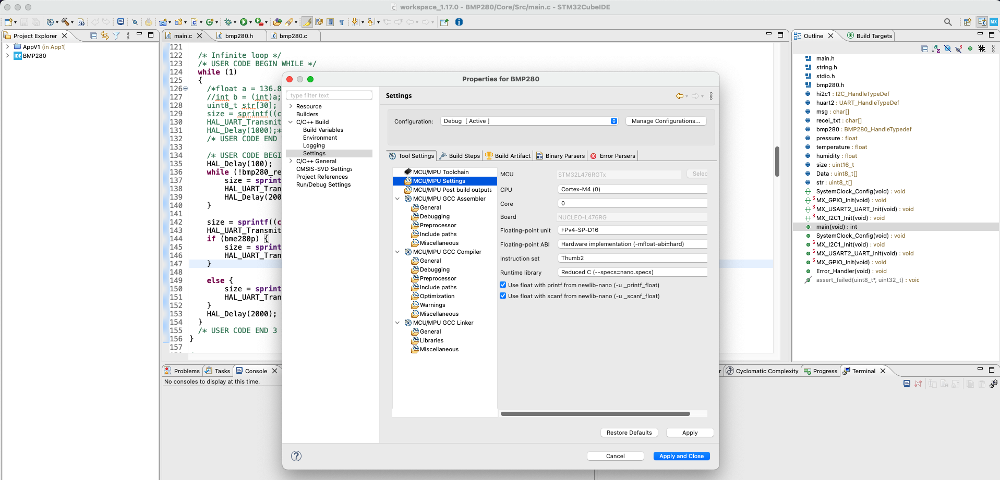 workspace_1.17.0 - BMP280/Core/Src/main.c - STM32CubeIDE
Project Explorer
AppV1 (in App1)
IDE BMP280
main.c
bmp280.h
bmp280.c
121
122 /* Infinite loop */
123 /* USER CODE BEGIN WHILE */
124 while (1)
125 {
126 /*float a = 136.8
127 //int b = (int)a;
128 uint8_t str[30];
129 size = sprintf((c
130 HAL_UART_Transmit
131 HAL_Delay(1000);*
132 /* USER CODE END
133
134 /* USER CODE BEGI
135 HAL_Delay(100);
136 while (!bmp280_re
137 size = sprint
138 HAL_UART_Tran
139 HAL_Delay(200
140 }
141
142 size = sprintf((c
143 HAL_UART_Transmit
144 if (bme280p) {
145 size = sprint
146 HAL_UART_Tran
147 }
148
149 else {
150 size = sprint
151 HAL_UART_Tran
152 }
153 HAL_Delay(2000);
154 }
155 /* USER CODE END 3
156 }
157
Properties for BMP280
type filter text
Resource
Builders
C/C++ Build
Build Variables
Environment
Logging
Settings
C/C++ General
CMSIS-SVD Settings
Project References
Run/Debug Settings
Settings
Configuration:
Debug [ Active ]
Manage Configurations...
Tool Settings
Build Steps
Build Artifact
Binary Parsers
Error Parsers
MCU/MPU Toolchain
MCU/MPU Settings
MCU/MPU Post build outputs
MCU/MPU GCC Assembler
General
Debugging
Preprocessor
Include paths
Miscellaneous
MCU/MPU GCC Compiler
General
Debugging
Preprocessor
Include paths
Optimization
Warnings
Miscellaneous
MCU/MPU GCC Linker
General
Libraries
Miscellaneous
MCU STM32L476RGTx Selec
CPU Cortex-M4 (0)
Core 0
Board NUCLEO-L476RG
Floating-point unit FPv4-SP-D16
Floating-point ABI Hardware implementation (-mfloat-abi=hard)
Instruction set Thumb2
Runtime library Reduced C (--specs=nano.specs)
Use float with printf from newlib-nano (-u _printf_float)
Use float with scanf from newlib-nano (-u _scanf_float)
Restore Defaults
Apply
Cancel
Apply and Close
Outline
Build Targets
main.h
string.h
stdio.h
bmp280.h
hi2c1 : I2C_HandleTypeDef
huart2 : UART_HandleTypeDef
msg : char[]
recei_txt : char[]
bmp280 : BMP280_HandleTypedef
pressure : float
temperature : float
humidity : float
size : uint16_t
Data : uint8_t[]
str : uint8_t[]
SystemClock_Config(void) : void
MX_GPIO_Init(void) : void
MX_USART2_UART_Init(void) : void
MX_I2C1_Init(void) : void
main(void) : int
SystemClock_Config(void) : void
MX_I2C1_Init(void) : void
MX_USART2_UART_Init(void) : void
MX_GPIO_Init(void) : void
Error_Handler(void) : void
assert_failed(uint8_t*, uint32_t) : void
Problems
Tasks
Console
No consoles to display at this time.
Cyclomatic Complexity
Progress
Terminal